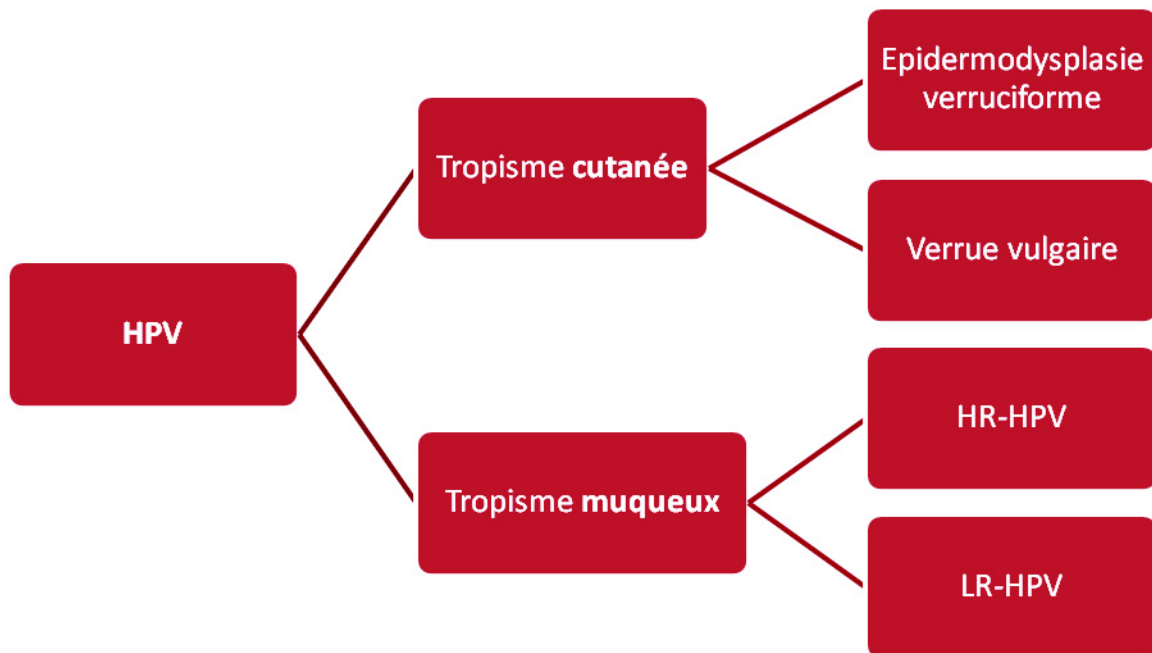 HPV
Tropisme cutanée
Epidermodysplasie
verruciforme
Verrue vulgaire
Tropisme muqueux
HR-HPV
LR-HPV